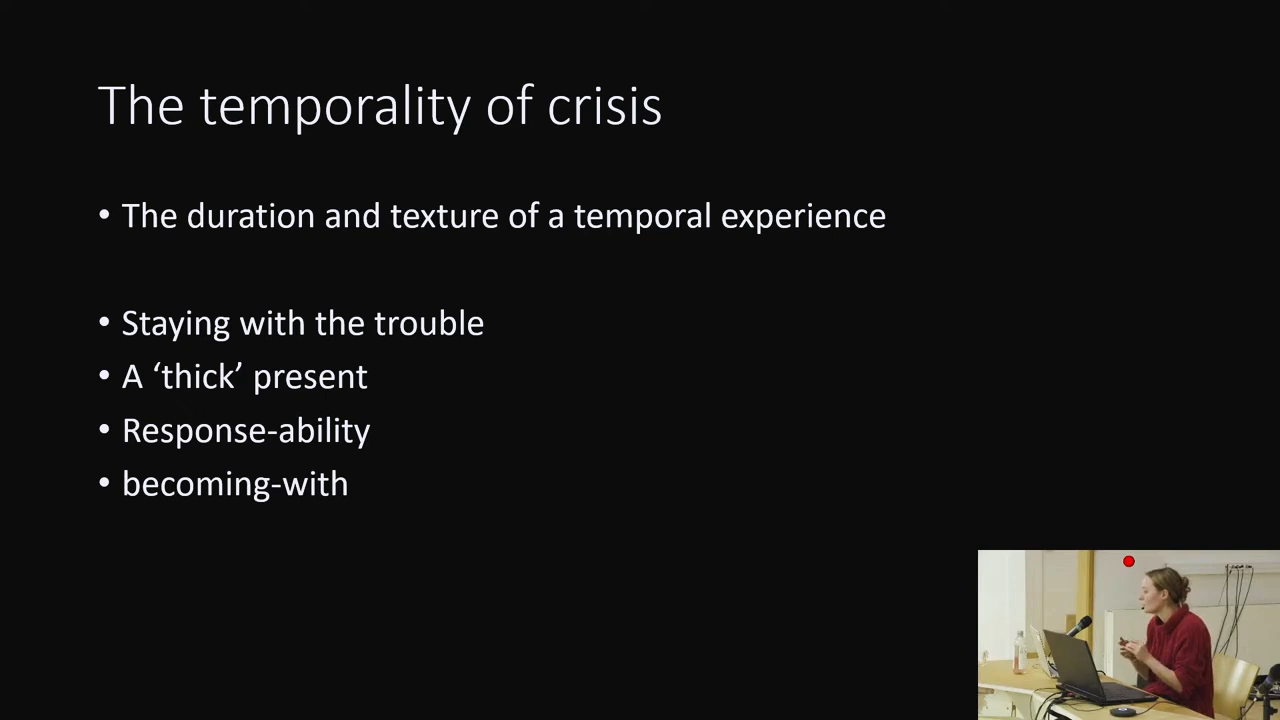 The temporality of crisis
• The duration and texture of a temporal experience
• Staying with the trouble
• A ‘thick’ present
• Response-ability
• becoming-with